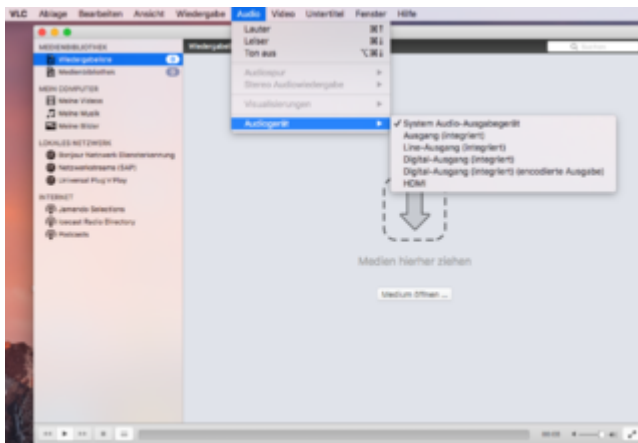 VLC Ablage Bearbeiten Ansicht Wiedergabe Audio Video Untertitel Fenster Hilfe
Lauter ⌘↑
Leiser ⌘↓
Ton aus ⌥⌘↓
Audiospur
Stereo Audiowiedergabe
Visualisierungen
Audiogerät
✓ System Audio-Ausgabegerät
Ausgang (integriert)
Line-Ausgang (integriert)
Digital-Ausgang (integriert)
Digital-Ausgang (integriert) (encodierte Ausgabe)
HDMI
MEDIENBIBLIOTHEK
Wiedergabeliste
Medienbibliothek
MEIN COMPUTER
Meine Videos
Meine Musik
Meine Bilder
LOKALES NETZWERK
Bonjour Netzwerk Diensterkennung
Netzwerkstreams (SAP)
Universal Plug'n'Play
INTERNET
Jamendo Selections
Icecast Radio Directory
Podcasts
Suchen
Medien hierher ziehen
Medium öffnen ...
00:00